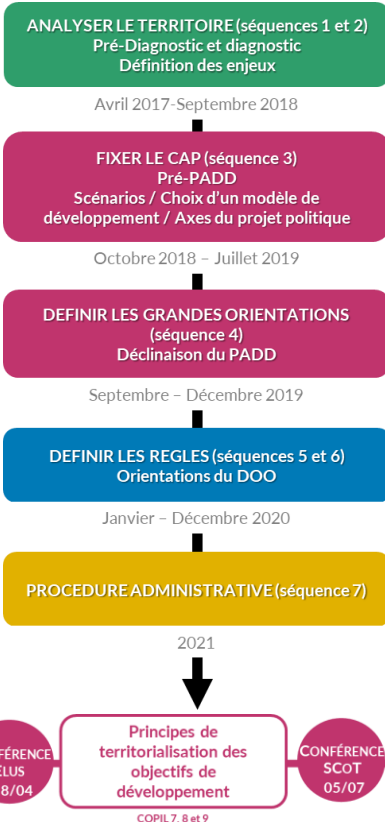 ANALYSER LE TERRITOIRE (séquences 1 et 2)
Pré-Diagnostic et diagnostic
Définition des enjeux
Avril 2017-Septembre 2018
FIXER LE CAP (séquence 3)
Pré-PADD
Scénarios / Choix d'un modèle de
développement / Axes du projet politique
Octobre 2018 – Juillet 2019
DEFINIR LES GRANDES ORIENTATIONS
(séquence 4)
Déclinaison du PADD
Septembre – Décembre 2019
DEFINIR LES REGLES (séquences 5 et 6)
Orientations du DOO
Janvier – Décembre 2020
PROCEDURE ADMINISTRATIVE (séquence 7)
2021
Principes de
territorialisation des
objectifs de
développement
COPIL 7, 8 et 9
CONFÉRENCE
SCOT
05/07